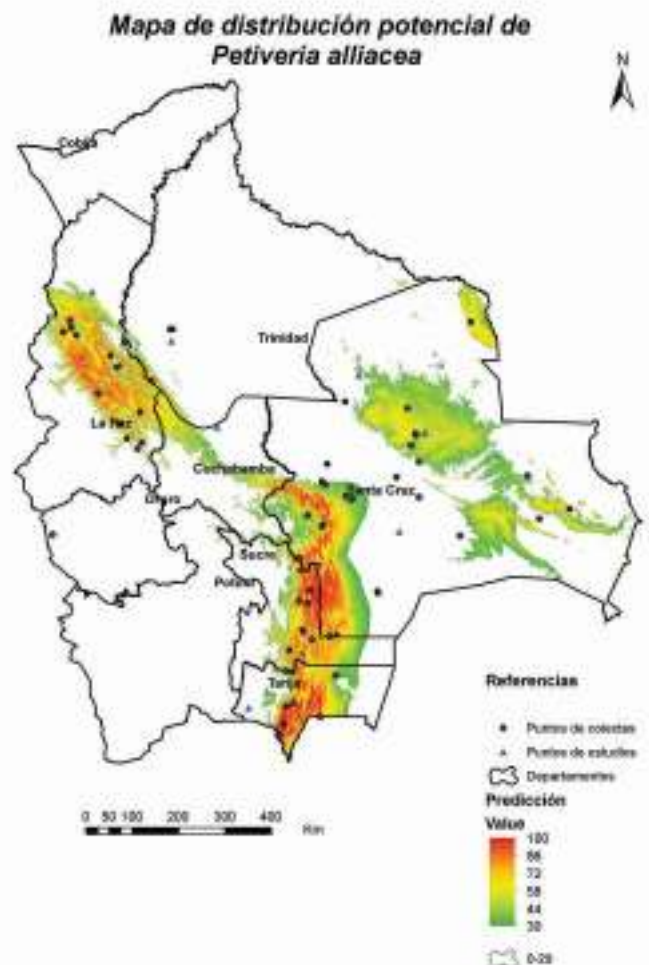 Mapa de distribución potencial de
Petiveria alliacea
N
Cobija
Trinidad
La Paz
Cochabamba
Santa Cruz
Oruro
Sucre
Potosí
Tarija
Referencias
Puntos de colectas
Puntos de estudios
Departamentos
Predicción
Value
100
86
72
58
44
30
0-29
0 50 100 200 300 400
Km